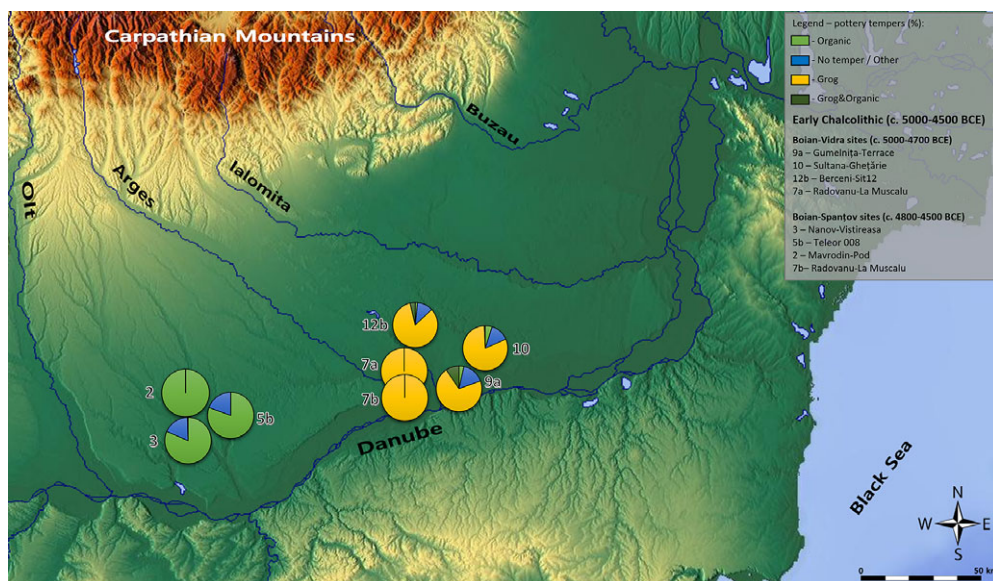 Carpathian Mountains
Legend – pottery tempers (%):
- Organic
- No temper / Other
- Grog
- Grog&Organic
Early Chalcolithic (c. 5000-4500 BCE)
Boian-Vidra sites (c. 5000-4700 BCE)
9a – Gumelnița-Terrace
10 – Sultana-Ghețărie
12b – Berceni-Sit12
7a – Radovanu-La Muscalu
Boian-Spanțov sites (c. 4800-4500 BCE)
3 – Nanov-Vistireasa
5b – Teleor 008
2 – Mavrodin-Pod
7b– Radovanu-La Muscalu
Buzau
Olt
Arges
Ialomita
12b
10
7a
9a
7b
2
5b
3
Danube
Black Sea
N
W
E
S
0
50 km